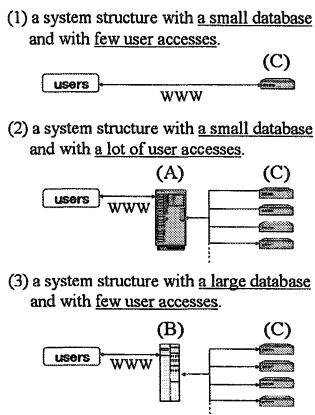 (1) a system structure with a small database
and with few user accesses.
(C)
users
WWW
(2) a system structure with a small database
and with a lot of user accesses.
(A) (C)
users
WWW
(3) a system structure with a large database
and with few user accesses.
(B) (C)
users
WWW